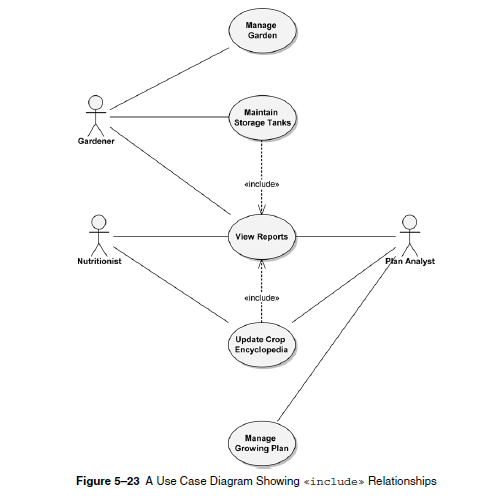 Manage
Garden
Maintain
Storage Tanks
Gardener
«include»
View Reports
Nutritionist
Plan Analyst
«include»
Update Crop
Encyclopedia
Manage
Growing Plan
Figure 5–23 A Use Case Diagram Showing «include» Relationships